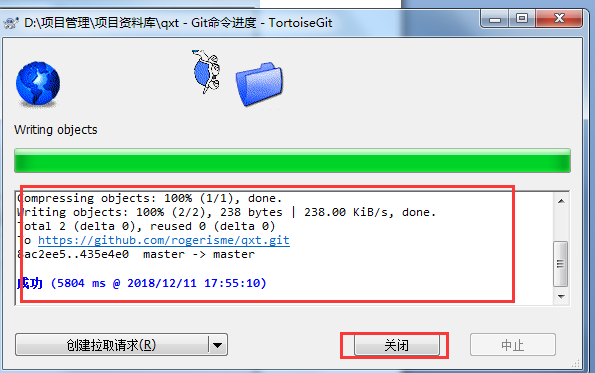 D:\项目管理\项目资料库\qxt - Git命令进度 - TortoiseGit
Writing objects
Compressing objects: 100% (1/1), done.
Writing objects: 100% (2/2), 238 bytes | 238.00 KiB/s, done.
Total 2 (delta 0), reused 0 (delta 0)
To https://github.com/rogerisme/qxt.git
8ac2ee5..435e4e0  master -> master
成功 (5804 ms @ 2018/12/11 17:55:10)
创建拉取请求(R)
关闭
中止